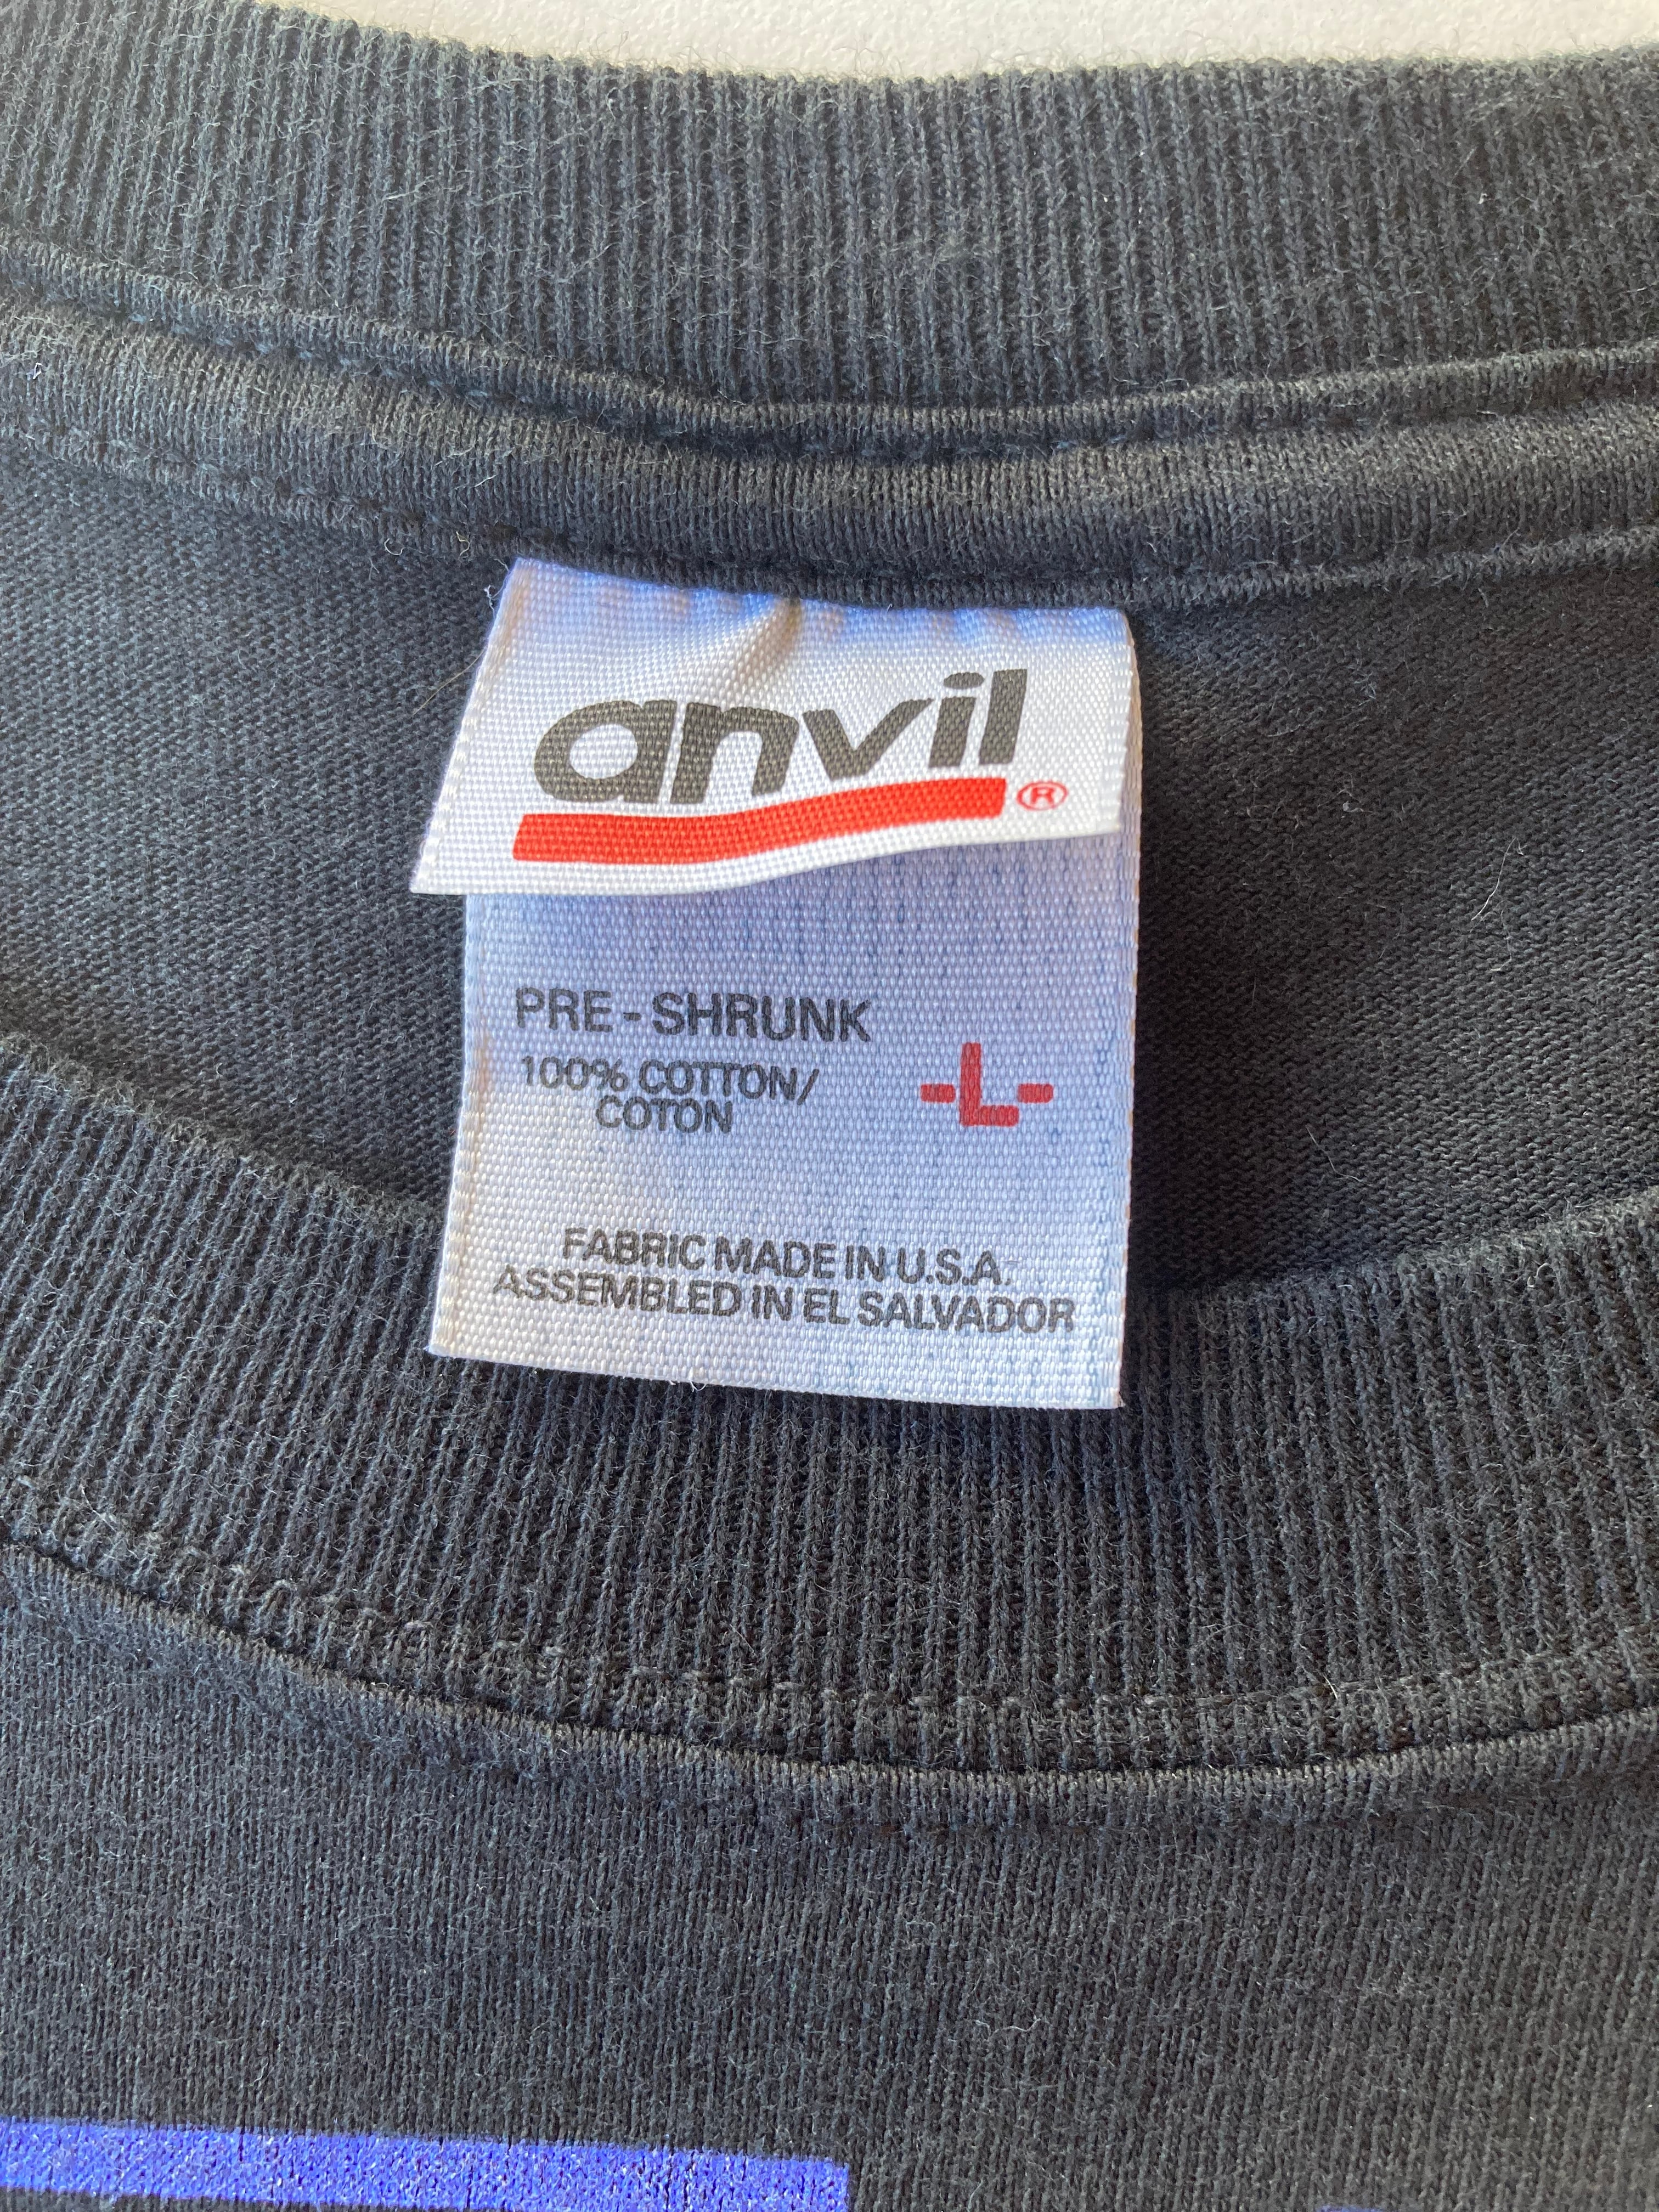 anvil ®
PRE-SHRUNK
100% COTTON/
COTON
-L-
FABRIC MADE IN U.S.A.
ASSEMBLED IN EL SALVADOR